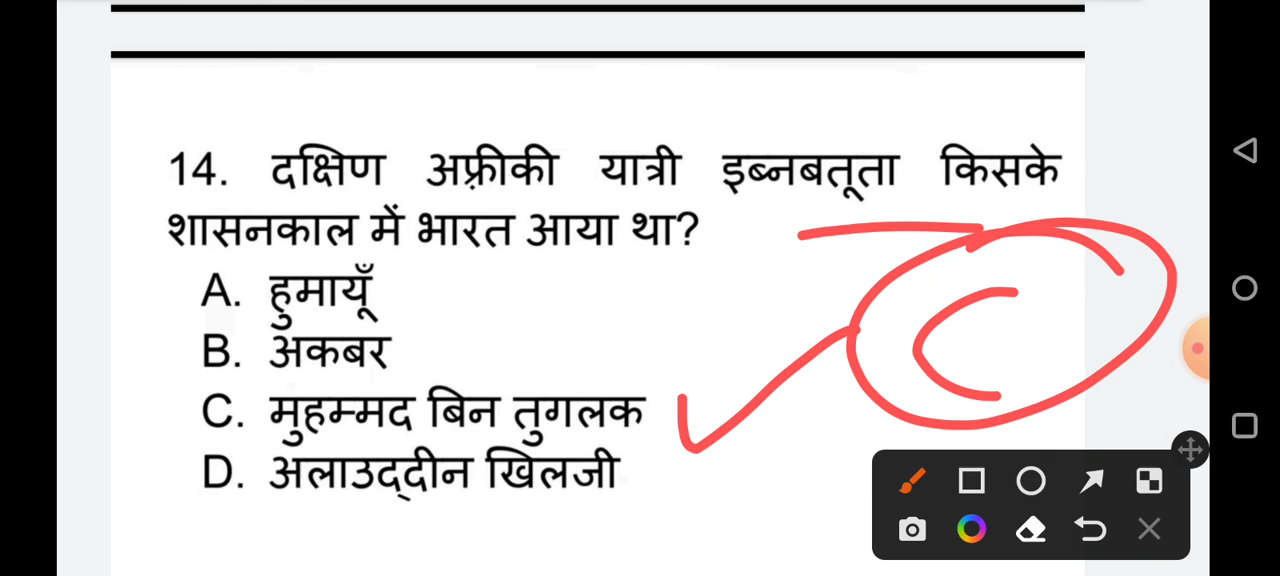 14. दक्षिण अफ़्रीकी यात्री इब्नबतूता किसके
शासनकाल में भारत आया था?
A. हुमायूँ
B. अकबर
C. मुहम्मद बिन तुगलक
C
D. अलाउद्दीन खिलजी